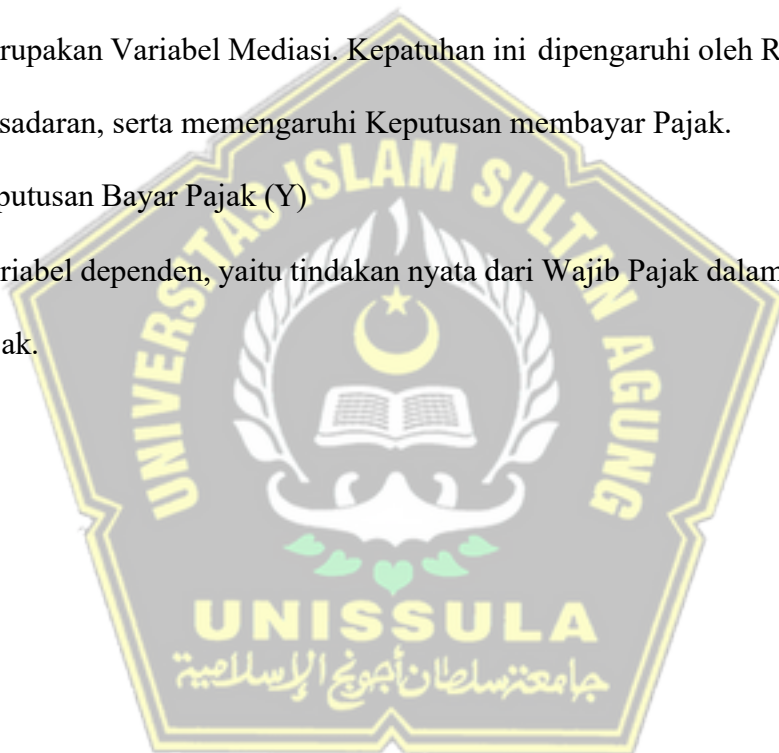 rupakan Variabel Mediasi. Kepatuhan ini dipengaruhi oleh R
sadaran, serta memengaruhi Keputusan membayar Pajak.
putusan Bayar Pajak (Y)
riabel dependen, yaitu tindakan nyata dari Wajib Pajak dalam
ak.
UNIVERSITAS ISLAM SULTAN AGUNG
UNISSULA
جامعة سلطان أجونج الإسلامية